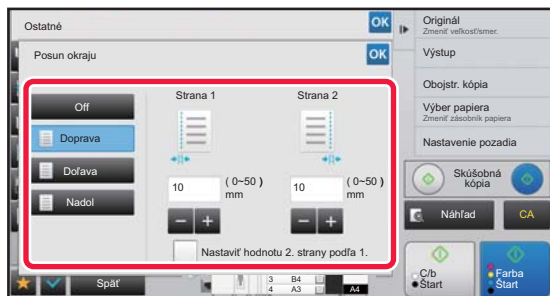 Ostatné
OK
Posun okraju
OK
Off
Doprava
Doľava
Nadol
Strana 1
Strana 2
10
( 0~50 )
mm
10
( 0~50 )
mm
Nastaviť hodnotu 2. strany podľa 1.
Späť
3 B4
4 A3
A4
Originál
Zmeniť veľkosť/smer.
Výstup
Obojstr. kópia
Výber papiera
Zmeniť zásobník papiera
Nastavenie pozadia
Skúšobná
kópia
Náhľad
CA
C/b
Štart
Farba
Štart